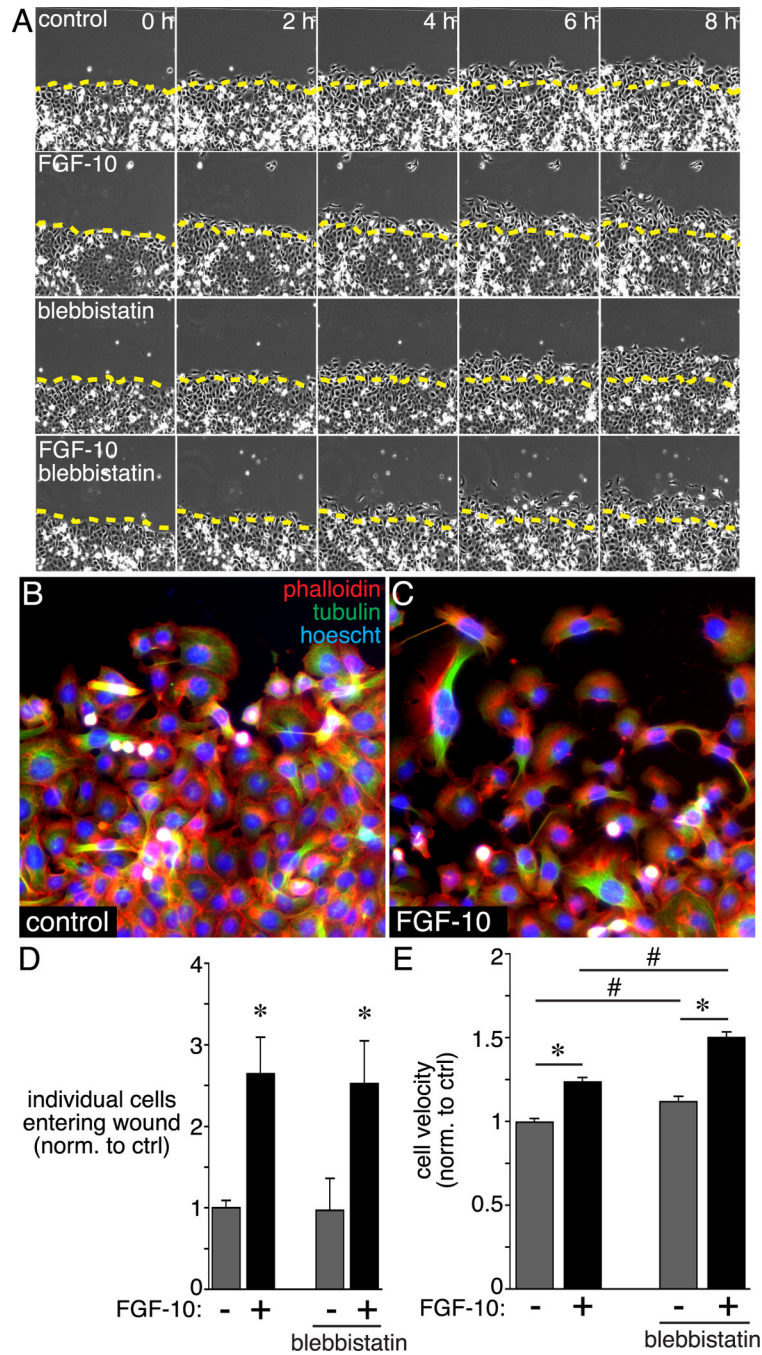 A
control
0 h
2 h
4 h
6 h
8 h
FGF-10
blebbistatin
FGF-10
blebbistatin
B
phalloidin
tubulin
hoescht
control
C
FGF-10
D
individual cells
entering wound
(norm. to ctrl)
4
3
2
1
0
*
*
FGF-10:
- + - +
blebbistatin
E
cell velocity
(norm. to ctrl)
2
1.5
1
0.5
0
#
#
*
*
FGF-10:
- + - +
blebbistatin